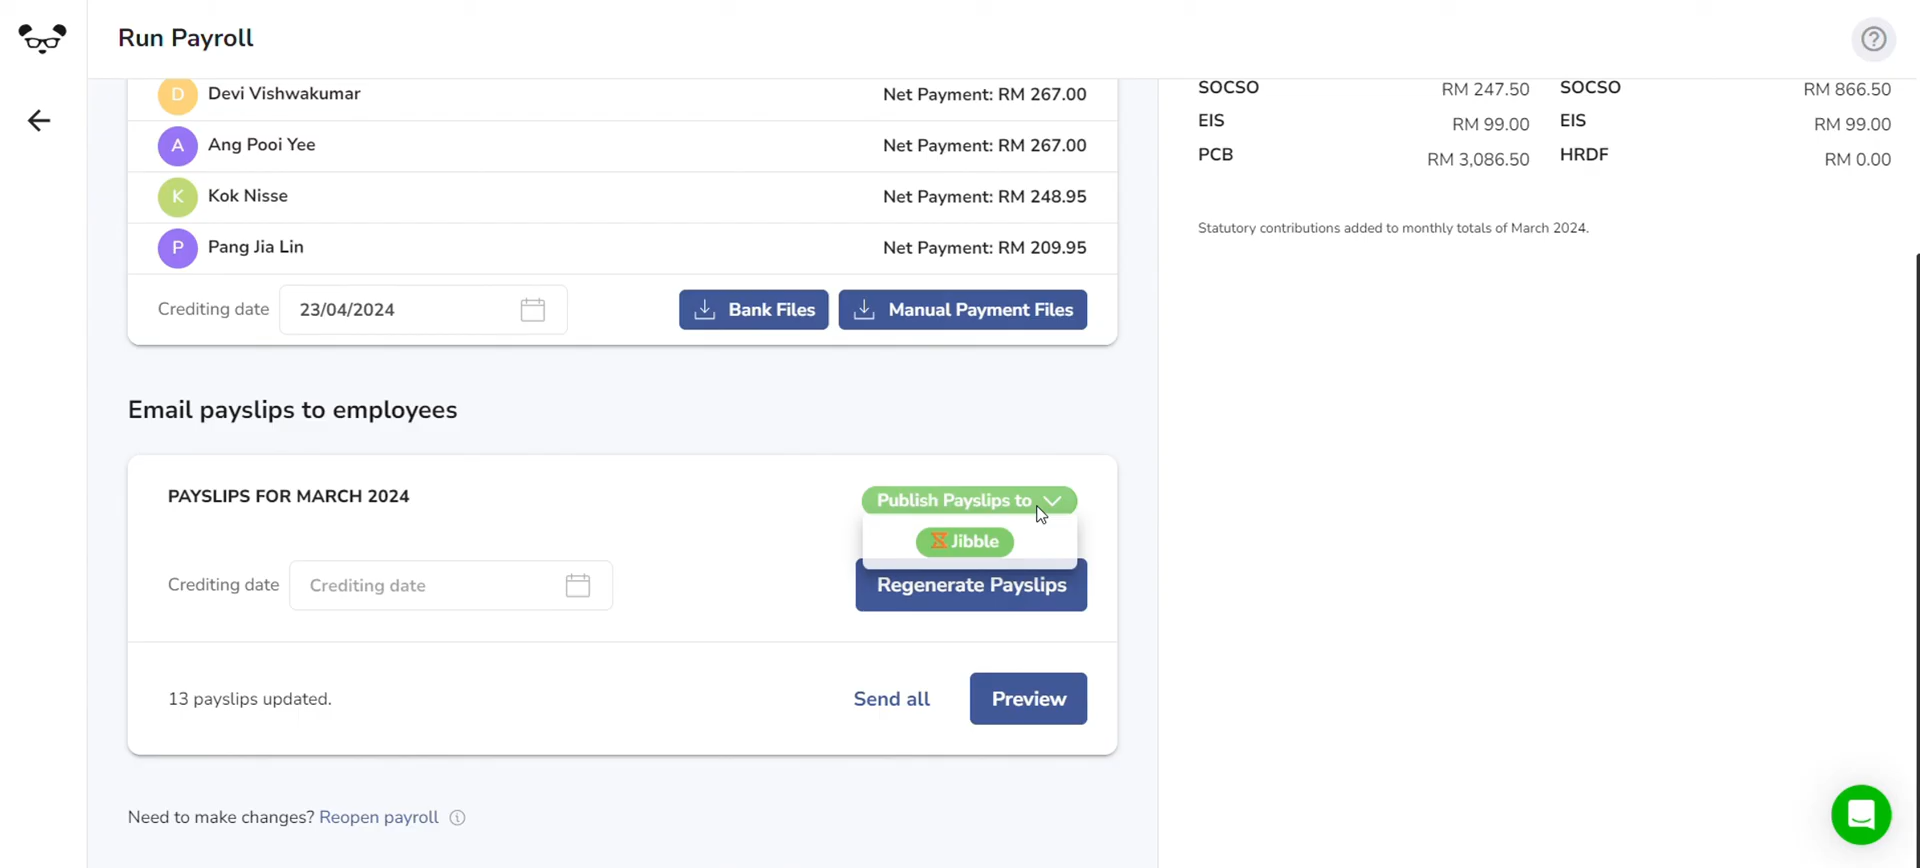 Run Payroll
D Devi Vishwakumar Net Payment: RM 267.00
A Ang Pooi Yee Net Payment: RM 267.00
K Kok Nisse Net Payment: RM 248.95
P Pang Jia Lin Net Payment: RM 209.95
Crediting date 23/04/2024 Bank Files Manual Payment Files
Email payslips to employees
PAYSLIPS FOR MARCH 2024 Publish Payslips to
Jibble
Crediting date Crediting date Regenerate Payslips
13 payslips updated. Send all Preview
Need to make changes? Reopen payroll
SOCSO RM 247.50 SOCSO RM 866.50
EIS RM 99.00 EIS RM 99.00
PCB RM 3,086.50 HRDF RM 0.00
Statutory contributions added to monthly totals of March 2024.